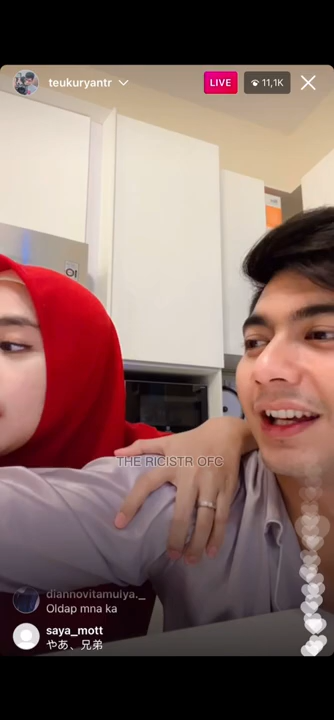 teukuryantr
LIVE
11,1K
THE RICISTR OFC
diannovitamulya._
Oldap mna ka
saya_mott
やあ、兄弟